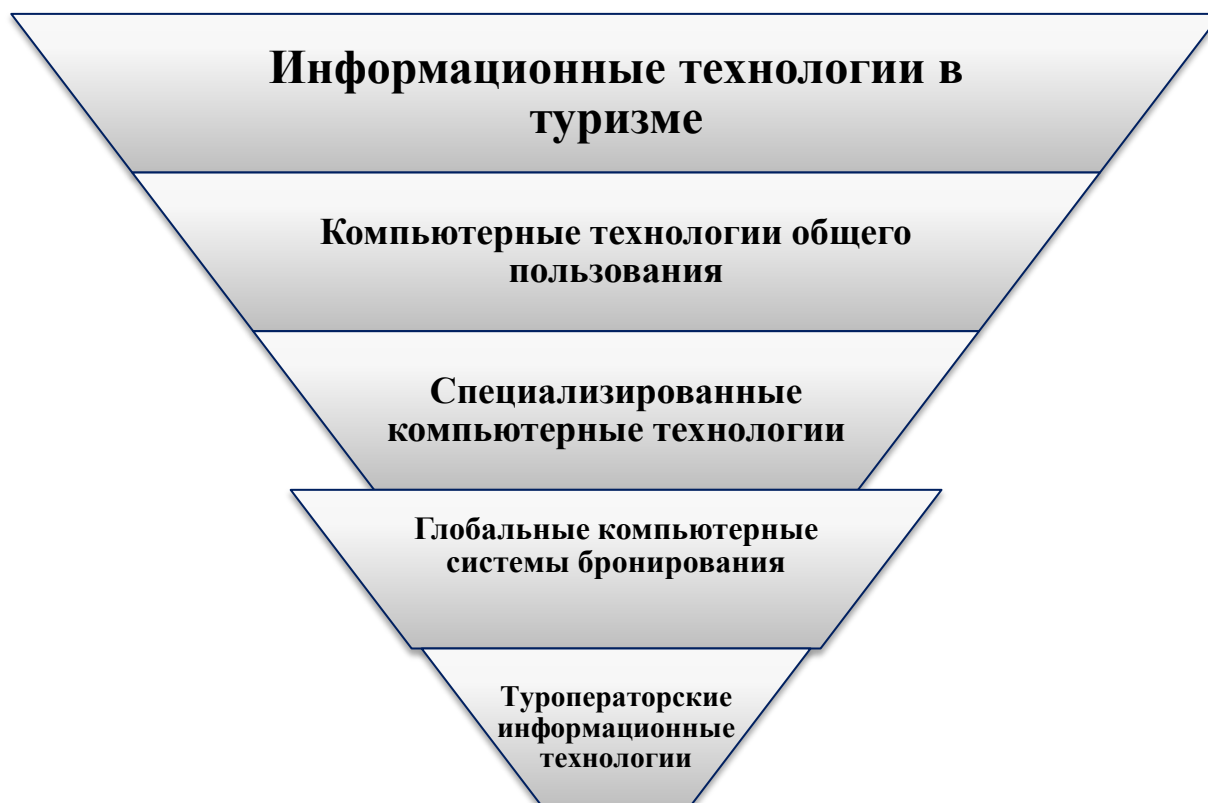 Информационные технологии в
туризме
Компьютерные технологии общего
пользования
Специализированные
компьютерные технологии
Глобальные компьютерные
системы бронирования
Туроператорские
информационные
технологии